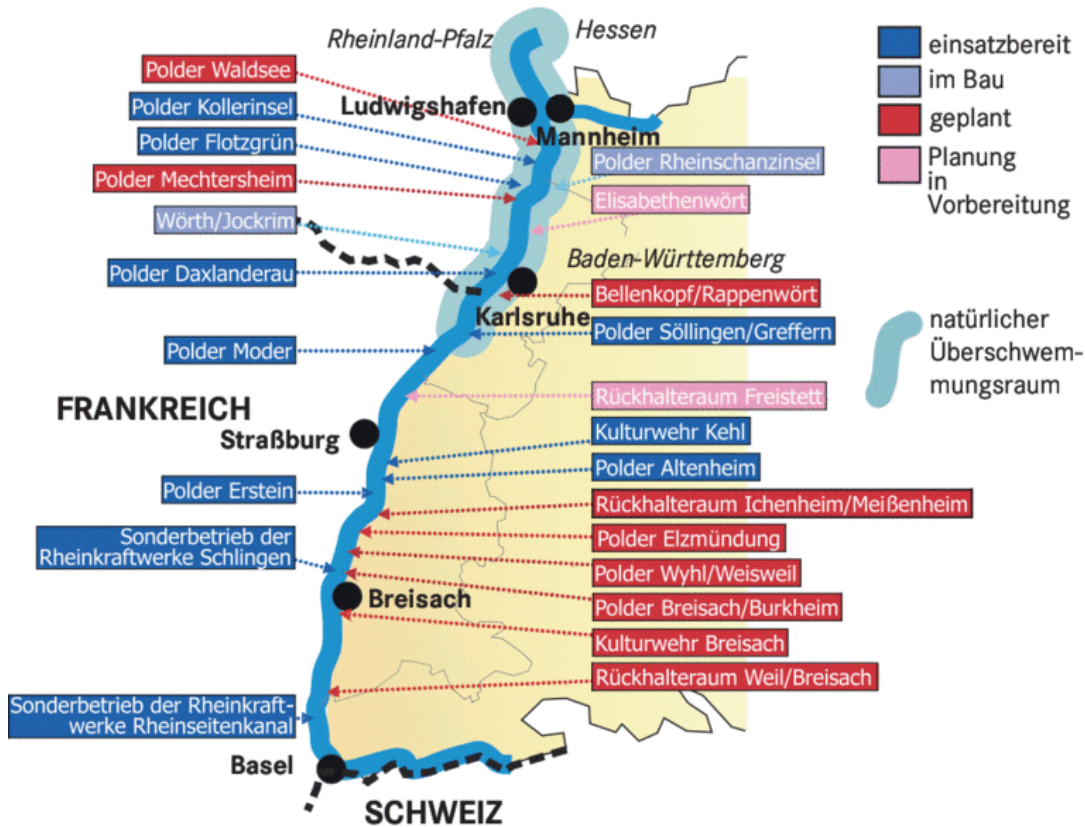 Rheinland-Pfalz
Hessen
Polder Waldsee
Polder Kollerinsel
Polder Flotzgrün
Polder Mechtersheim
Wörth/Jockrim
Polder Daxlanderau
Polder Moder
FRANKREICH
Straßburg
Polder Erstein
Sonderbetrieb der
Rheinkraftwerke Schlingen
Breisach
Sonderbetrieb der Rheinkraft-
werke Rheinseitenkanal
Basel
SCHWEIZ
Ludwigshafen
Mannheim
Polder Rheinschanzinsel
Elisabethenwört
Baden-Württemberg
Bellenkopf/Rappenwört
Karlsruhe
Polder Söllingen/Greffern
Rückhalteraum Freistett
Kulturwehr Kehl
Polder Altenheim
Rückhalteraum Ichenheim/Meißenheim
Polder Elzmündung
Polder Wyhl/Weisweil
Polder Breisach/Burkheim
Kulturwehr Breisach
Rückhalteraum Weil/Breisach
einsatzbereit
im Bau
geplant
Planung
in
Vorbereitung
natürlicher
Überschwem-
mungsraum